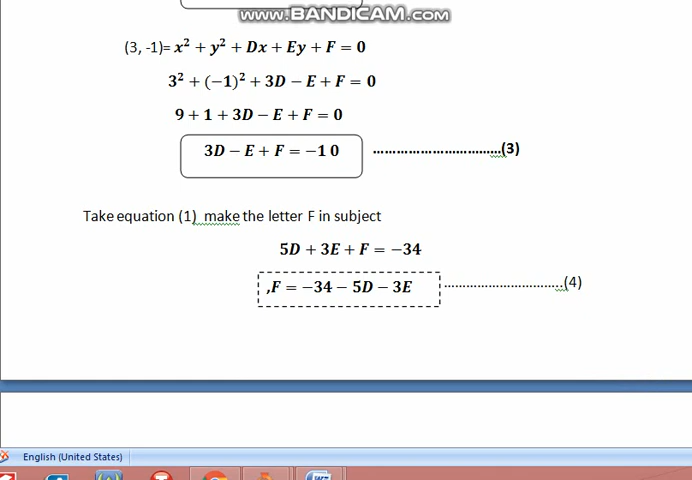 www.BANDICAM.com
(3, -1)= x² + y² + Dx + Ey + F = 0
3² + (−1)² + 3D − E + F = 0
9 + 1 + 3D − E + F = 0
3D − E + F = −1 0 ................................(3)
Take equation (1) make the letter F in subject
5D + 3E + F = −34
,F = −34 − 5D − 3E ................................(4)
English (United States)